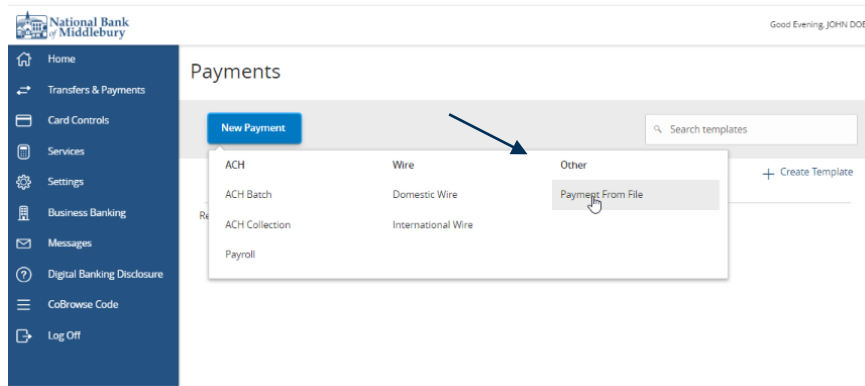 National Bank
of Middlebury
Good Evening, JOHN DOE
Home
Transfers & Payments
Card Controls
Services
Settings
Business Banking
Messages
Digital Banking Disclosure
CoBrowse Code
Log Off
Payments
New Payment
Search templates
ACH
Wire
Other
Create Template
ACH Batch
Domestic Wire
Payment From File
Re
ACH Collection
International Wire
Payroll